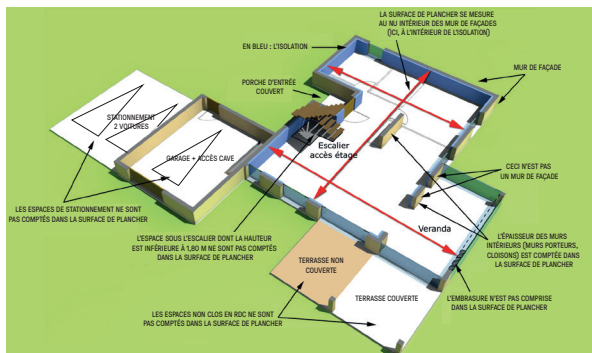 LA SURFACE DE PLANCHER SE MESURE
AU NU INTÉRIEUR DES MUR DE FAÇADES
(ICI, À L'INTÉRIEUR DE L'ISOLATION)
EN BLEU : L'ISOLATION
MUR DE FAÇADE
PORCHE D'ENTRÉE
COUVERT
STATIONNEMENT
2 VOITURES
GARAGE + ACCÈS CAVE
Escalier
accès étage
CECI N'EST PAS
UN MUR DE FAÇADE
LES ESPACES DE STATIONNEMENT NE SONT
PAS COMPTÉS DANS LA SURFACE DE PLANCHER
L'ESPACE SOUS L'ESCALIER DONT LA HAUTEUR
EST INFÉRIEURE À 1,80 M NE SONT PAS COMPTÉS
DANS LA SURFACE DE PLANCHER
Veranda
L'ÉPAISSEUR DES MURS
INTÉRIEURS (MURS PORTEURS,
CLOISONS) EST COMPTÉE DANS
LA SURFACE DE PLANCHER
TERRASSE NON
COUVERTE
TERRASSE COUVERTE
L'EMBRASURE N'EST PAS COMPRISE
DANS LA SURFACE DE PLANCHER
LES ESPACES NON CLOS EN RDC NE SONT
PAS COMPTÉS DANS LA SURFACE DE PLANCHER